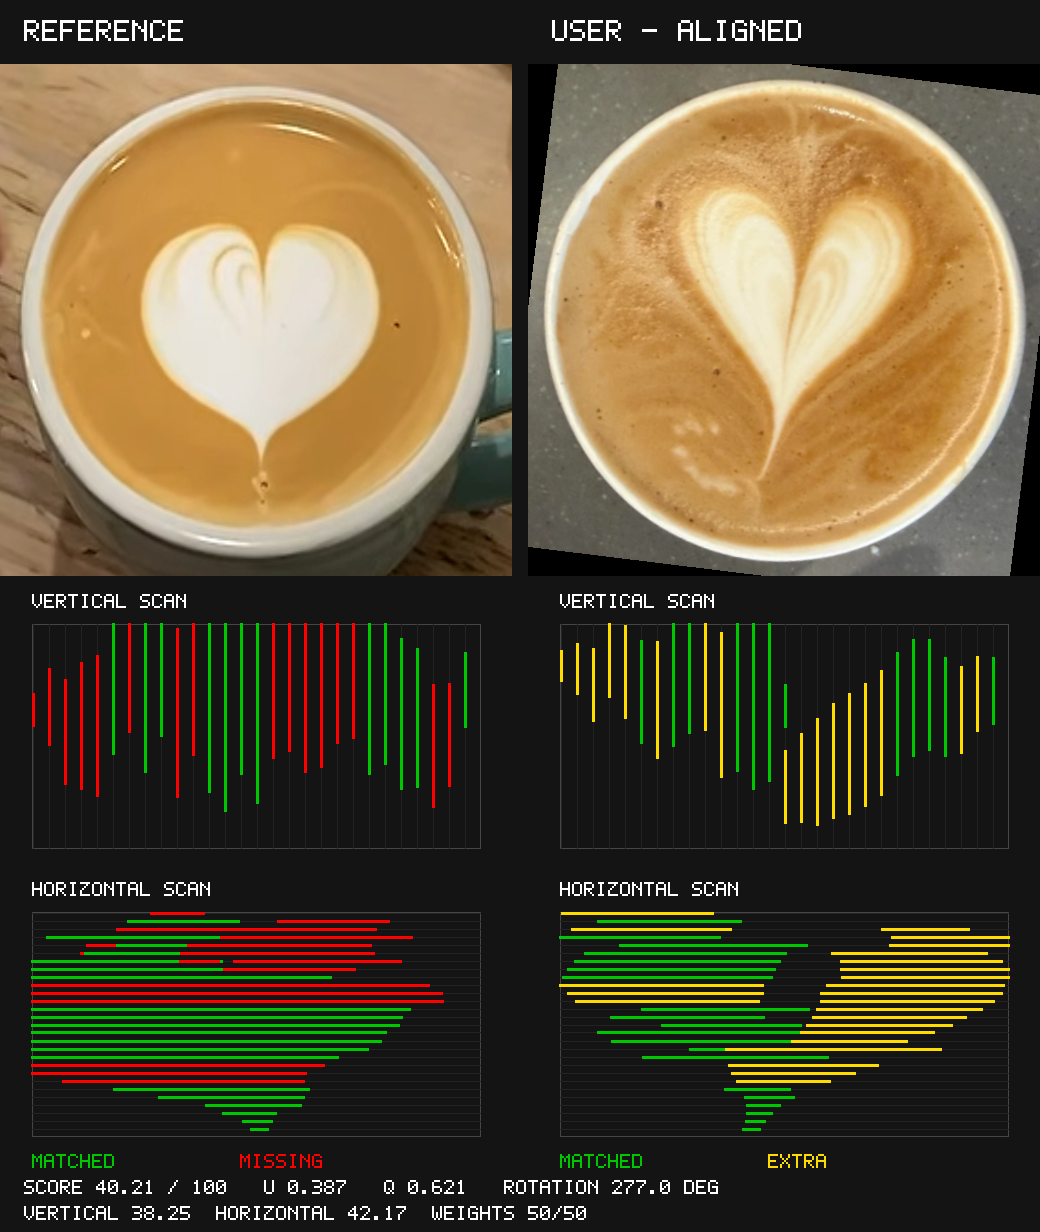 REFERENCE
USER - ALIGNED
VERTICAL SCAN
VERTICAL SCAN
HORIZONTAL SCAN
HORIZONTAL SCAN
MATCHED MISSING
MATCHED EXTRA
SCORE 40.21 / 100 U 0.387 Q 0.621 ROTATION 277.0 DEG
VERTICAL 38.25 HORIZONTAL 42.17 WEIGHTS 50/50